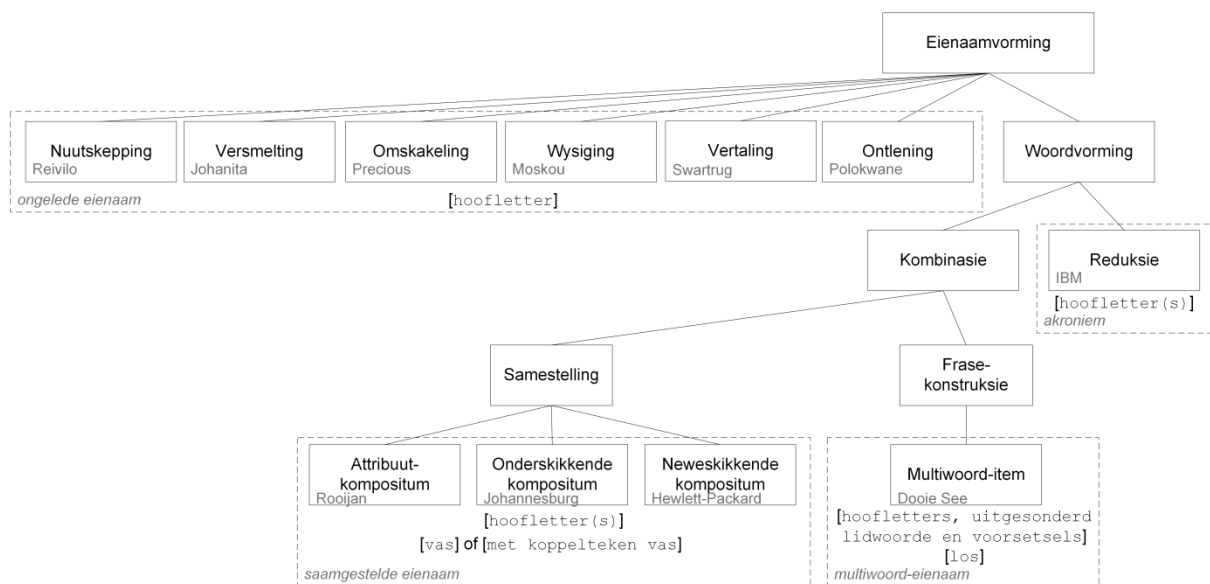 Eienaamvorming
Nuutskepping
Reivilo
Versmelting
Johanita
Omskakeling
Precious
Wysiging
Moskou
Vertaling
Swartrug
Ontlening
Polokwane
Woordvorming
ongelede eienaam
[hoofletter]
Kombinasie
Reduksie
IBM
[hoofletter(s)]
akroniem
Samestelling
Frase-
konstruksie
Attribuut-
kompositum
Rooijan
Onderskikkende
kompositum
Johannesburg
Neweskikkende
kompositum
Hewlett-Packard
[hoofletter(s)]
[vas] of [met koppelteken vas]
saamgestelde eienaam
Multiwoord-item
Dooie See
[hoofletters, uitgesonderd
lidwoorde en voorsetsels]
[los]
multiwoord-eienaam